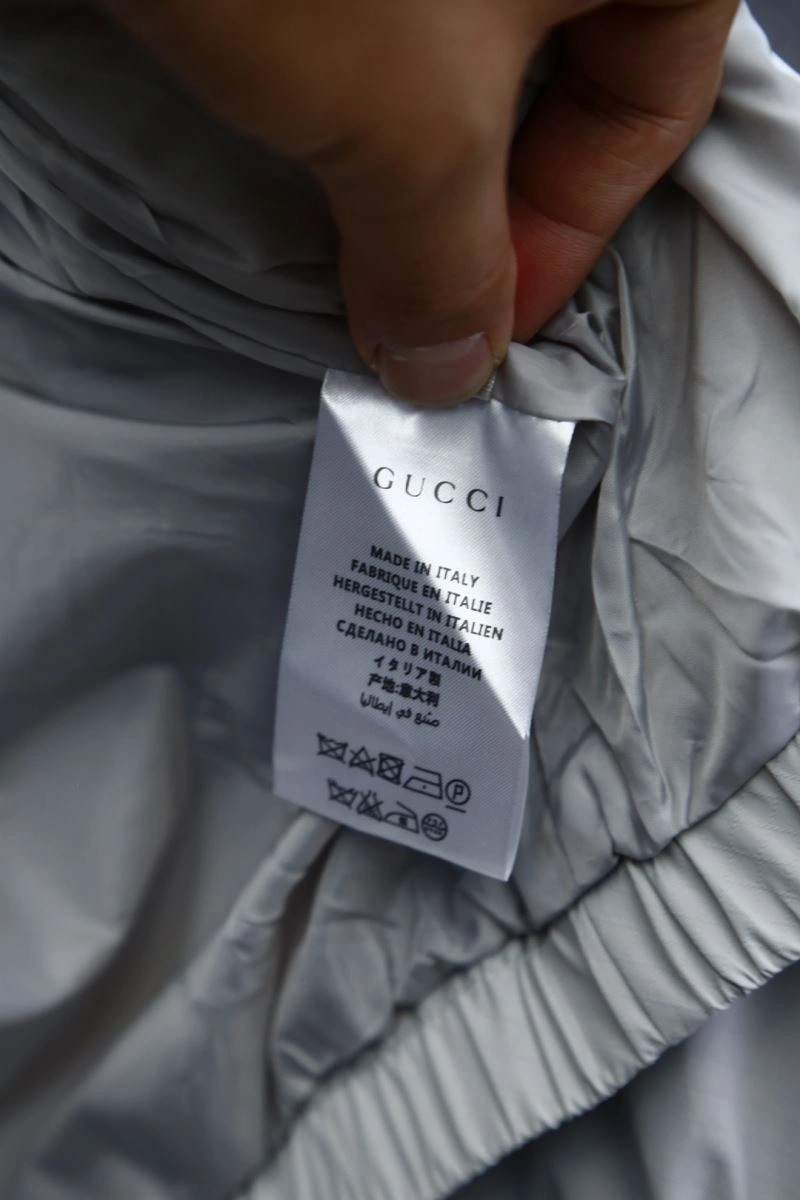 GUCCI
MADE IN ITALY
FABRIQUE EN ITALIE
HERGESTELLT IN ITALIEN
HECHO EN ITALIA
СДЕЛАНО В ИТАЛИИ
イタリア製
产地:意大利
صنع في إيطاليا
P